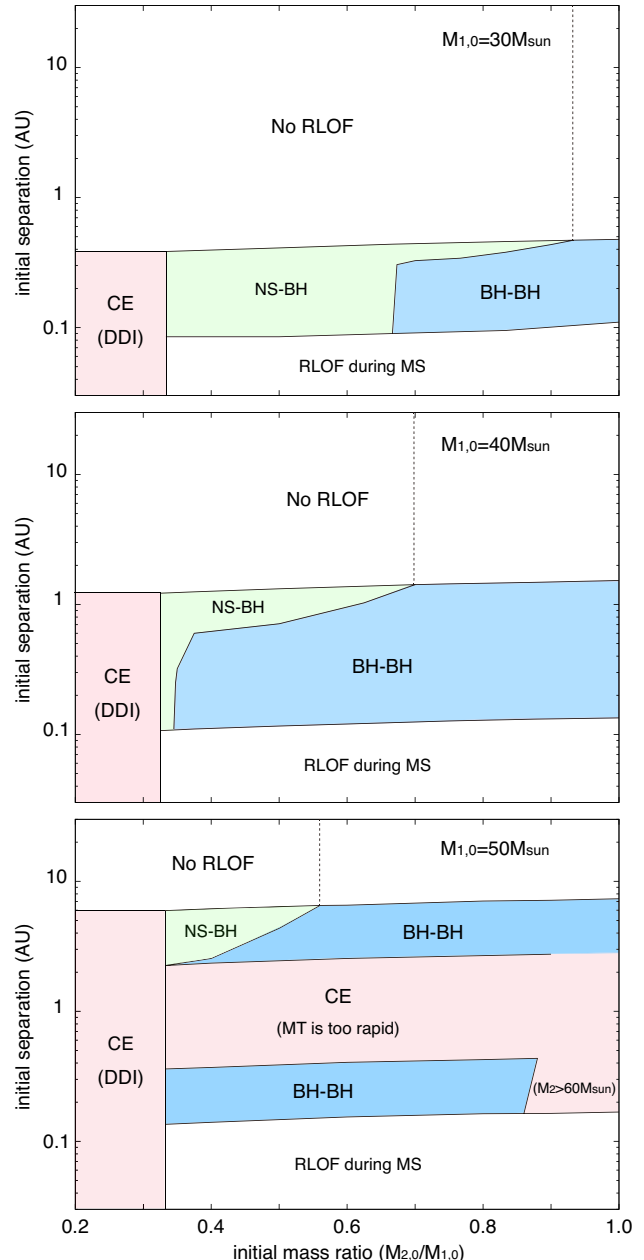 M1,0=30Msun
10
No RLOF
1
initial separation (AU)
NS-BH
BH-BH
CE
(DDI)
0.1
RLOF during MS
M1,0=40Msun
10
No RLOF
1
initial separation (AU)
NS-BH
BH-BH
CE
(DDI)
0.1
RLOF during MS
M1,0=50Msun
10
No RLOF
NS-BH
BH-BH
1
initial separation (AU)
CE
(MT is too rapid)
CE
(DDI)
BH-BH
(M2>60Msun)
0.1
RLOF during MS
0.2 0.4 0.6 0.8 1.0
initial mass ratio (M2,0/M1,0)